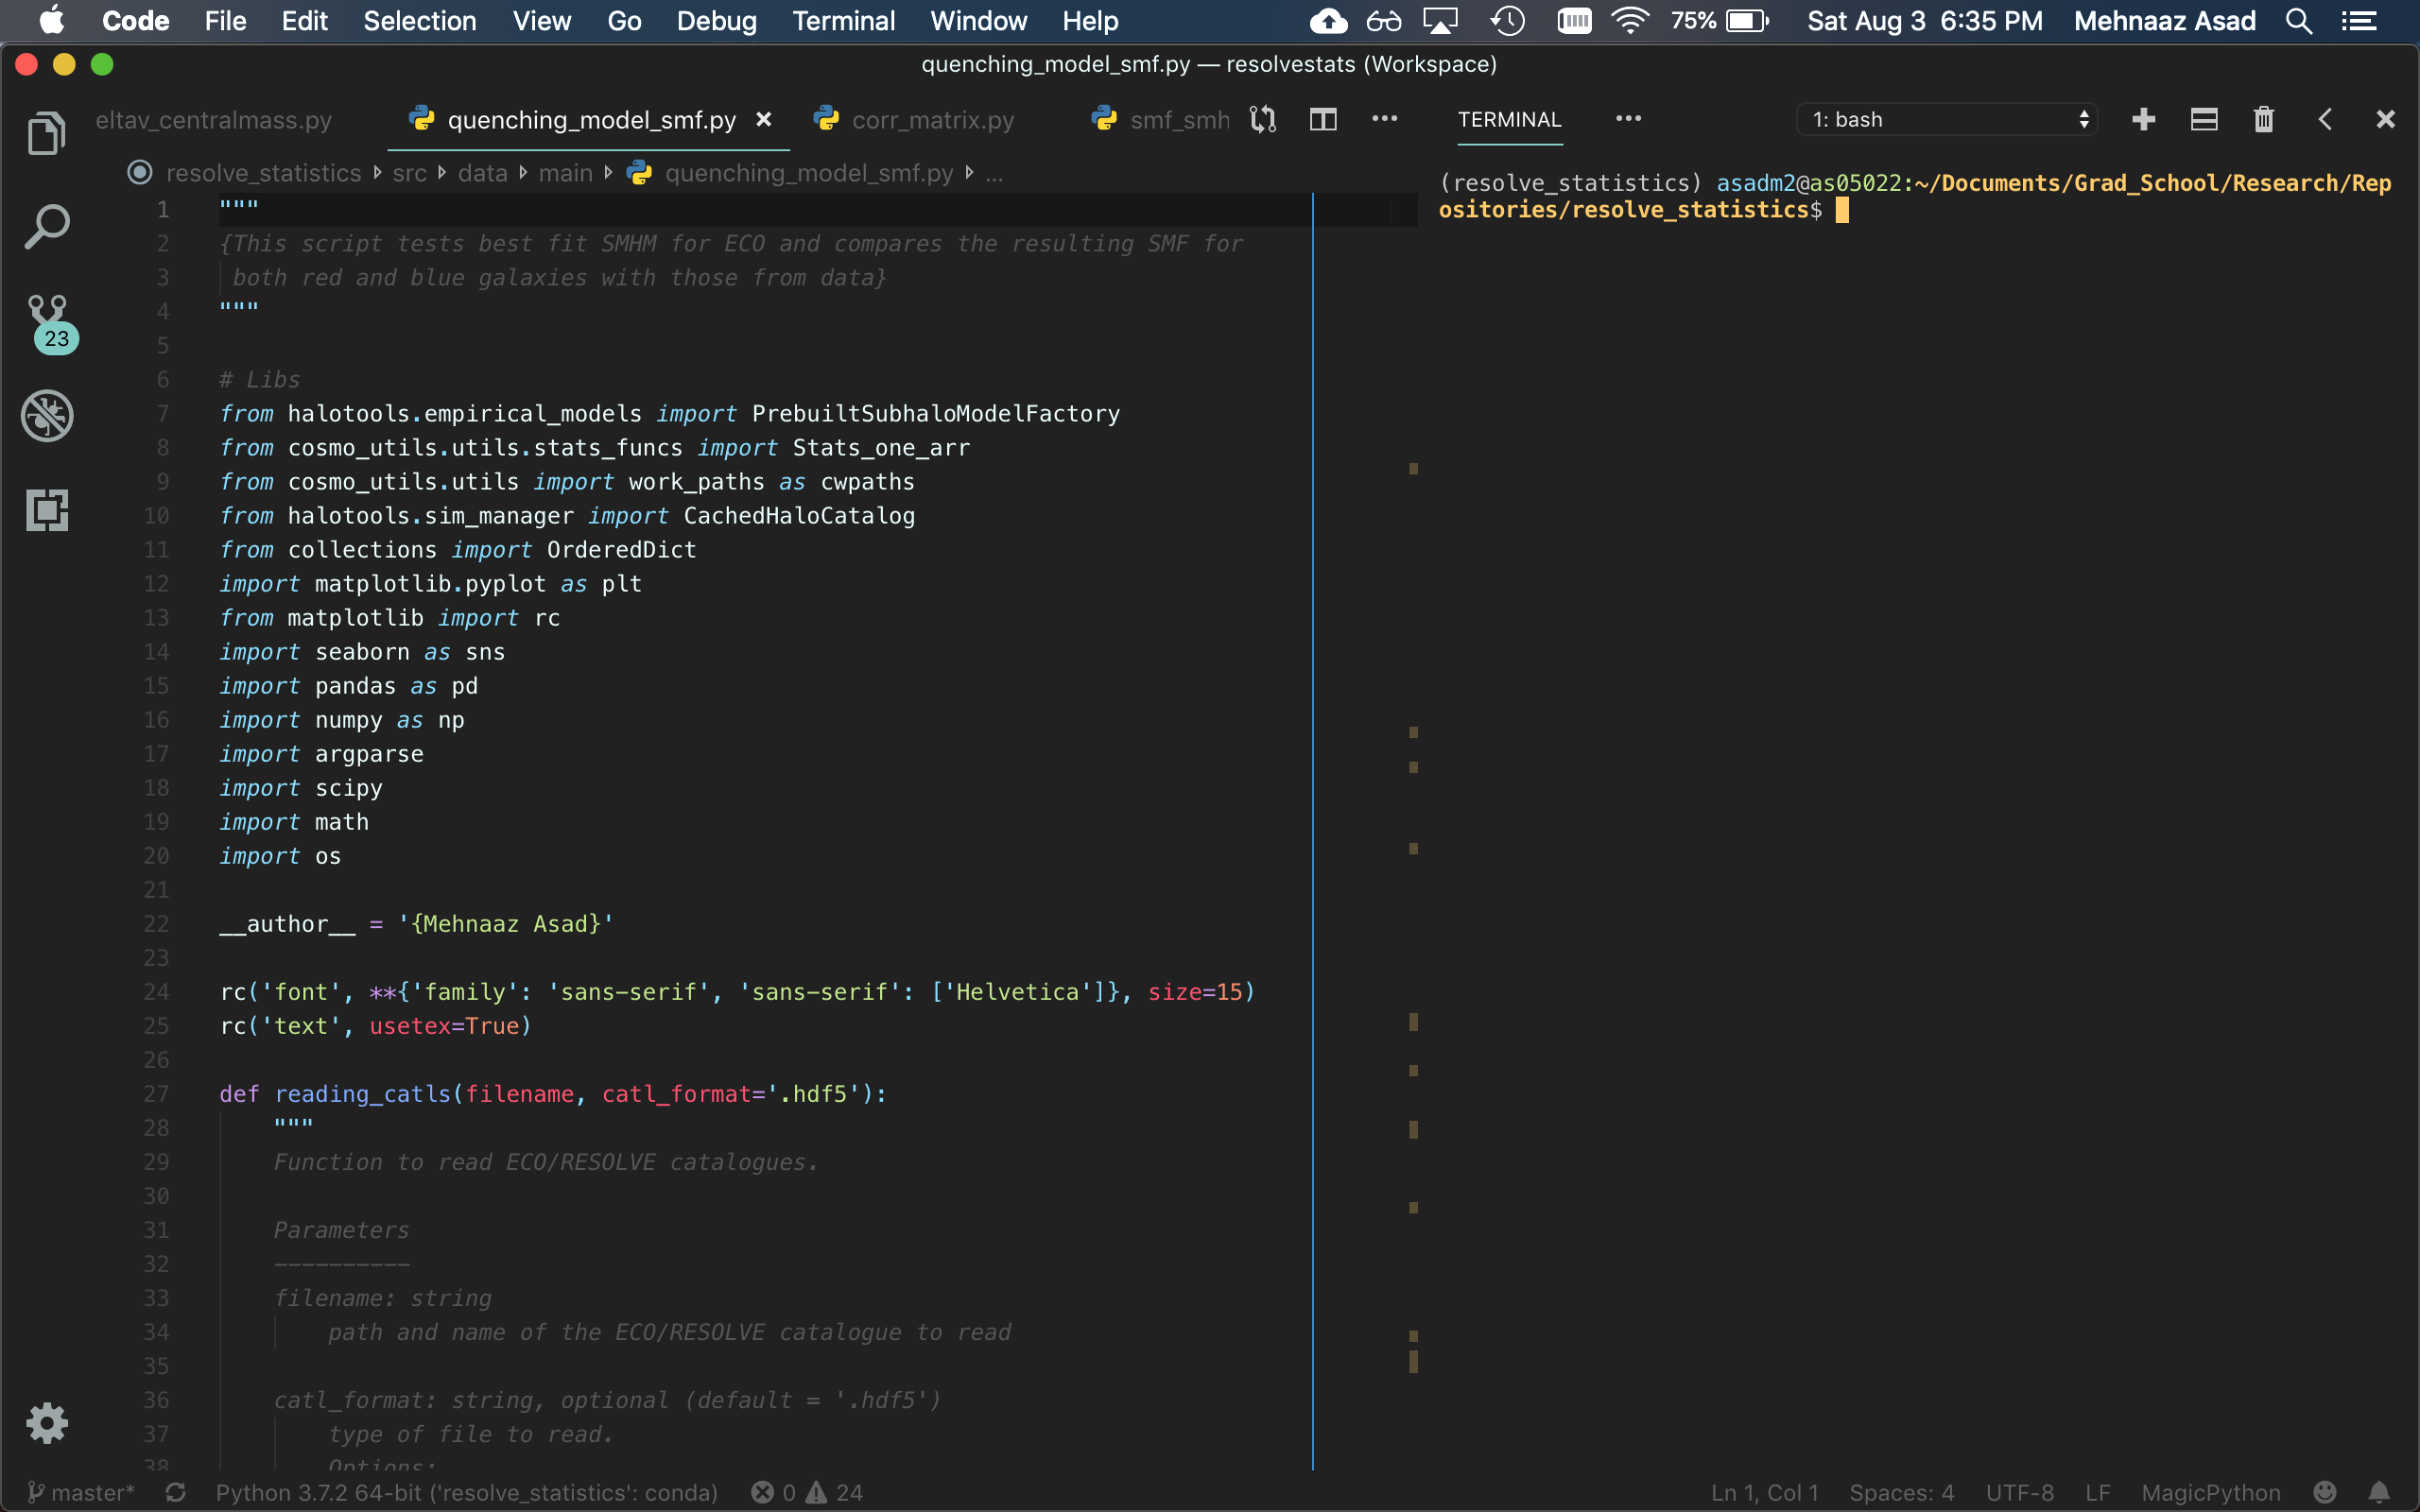 Code File Edit Selection View Go Debug Terminal Window Help 75% Sat Aug 3 6:35 PM Mehnaaz Asad
quenching_model_smf.py — resolvestats (Workspace)
eltav_centralmass.py quenching_model_smf.py corr_matrix.py smf_smh
resolve_statistics src data main quenching_model_smf.py ...
1 """
2 {This script tests best fit SMHM for ECO and compares the resulting SMF for
3 both red and blue galaxies with those from data}
4 """
5
6 # Libs
7 from halotools.empirical_models import PrebuiltSubhaloModelFactory
8 from cosmo_utils.utils.stats_funcs import Stats_one_arr
9 from cosmo_utils.utils import work_paths as cwpaths
10 from halotools.sim_manager import CachedHaloCatalog
11 from collections import OrderedDict
12 import matplotlib.pyplot as plt
13 from matplotlib import rc
14 import seaborn as sns
15 import pandas as pd
16 import numpy as np
17 import argparse
18 import scipy
19 import math
20 import os
21
22 __author__ = '{Mehnaaz Asad}'
23
24 rc('font', **{'family': 'sans-serif', 'sans-serif': ['Helvetica']}, size=15)
25 rc('text', usetex=True)
26
27 def reading_catls(filename, catl_format='.hdf5'):
28 """
29 Function to read ECO/RESOLVE catalogues.
30
31 Parameters
32 ----------
33 filename: string
34 path and name of the ECO/RESOLVE catalogue to read
35
36 catl_format: string, optional (default = '.hdf5')
37 type of file to read.
38 Options:
23
TERMINAL 1: bash
(resolve_statistics) asadm2@as05022:~/Documents/Grad_School/Research/Rep
ositories/resolve_statistics$
master* Python 3.7.2 64-bit ('resolve_statistics': conda) 0 24 Ln 1, Col 1 Spaces: 4 UTF-8 LF MagicPython